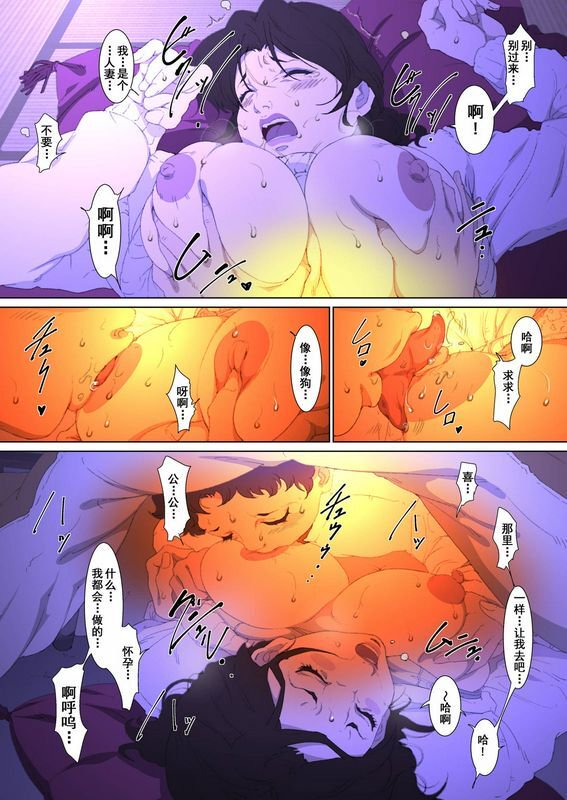 别…
别过来…
啊！
我…是个
人妻…
不要…
啊啊…
哈啊
求求…
像…像狗
呀啊…
喜…
那里…
一样…让我去吧…
公…公
什么…
我都会…做的…
怀孕…
啊呼呜…
～哈啊
哈！